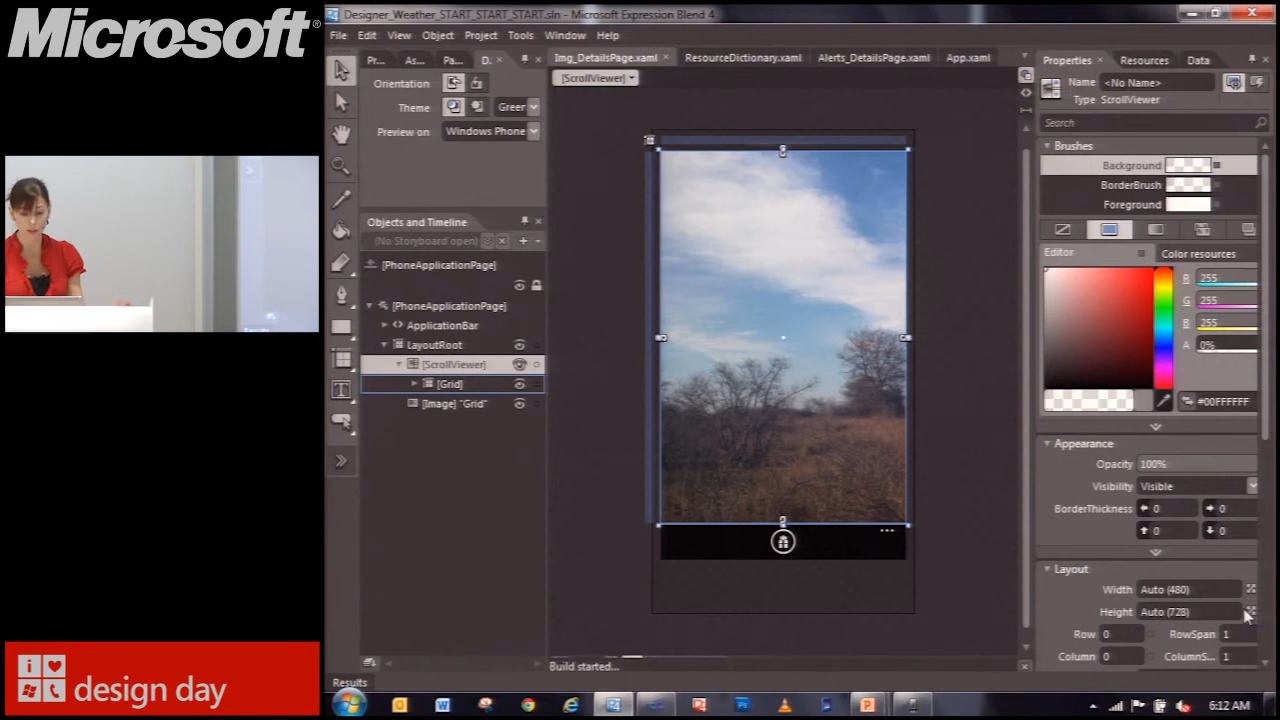 Microsoft®
Designer_Weather_START_START_START.sln - Microsoft Expression Blend 4
File Edit View Object Project Tools Window Help
Pr... As... Pa... D.
Img_DetailsPage.xaml ResourceDictionary.xaml Alerts_DetailsPage.xaml App.xaml
Properties Resources Data
[ScrollViewer]
Orientation
Theme Greer
Preview on Windows Phone
Name <No Name>
Type ScrollViewer
Search
Brushes
Background
BorderBrush
Foreground
Editor Color resources
R 255
G 255
B 255
A 0%
#00FFFFFF
Objects and Timeline
(No Storyboard open)
[PhoneApplicationPage]
[PhoneApplicationPage]
ApplicationBar
LayoutRoot
[ScrollViewer]
[Grid]
[Image] "Grid"
Appearance
Opacity 100%
Visibility Visible
BorderThickness 0 0
0 0
Layout
Width Auto (480)
Height Auto (728)
Row 0 RowSpan 1
Column 0 ColumnS... 1
Build started...
Results
i
design day
6:12 AM